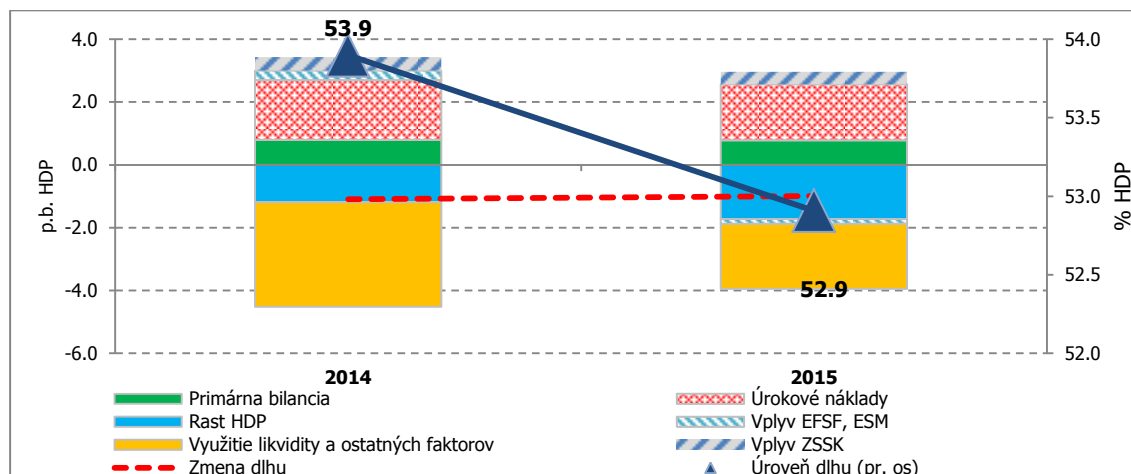 53.9
4.0
2.0
0.0
-2.0
-4.0
-6.0
p.b. HDP
54.0
53.5
53.0
52.5
52.0
% HDP
52.9
2014
2015
Primárna bilancia
Úrokové náklady
Rast HDP
Vplyv EFSF, ESM
Využitie likvidity a ostatných faktorov
Vplyv ZSSK
Zmena dlhu
Úroveň dlhu (pr. os)